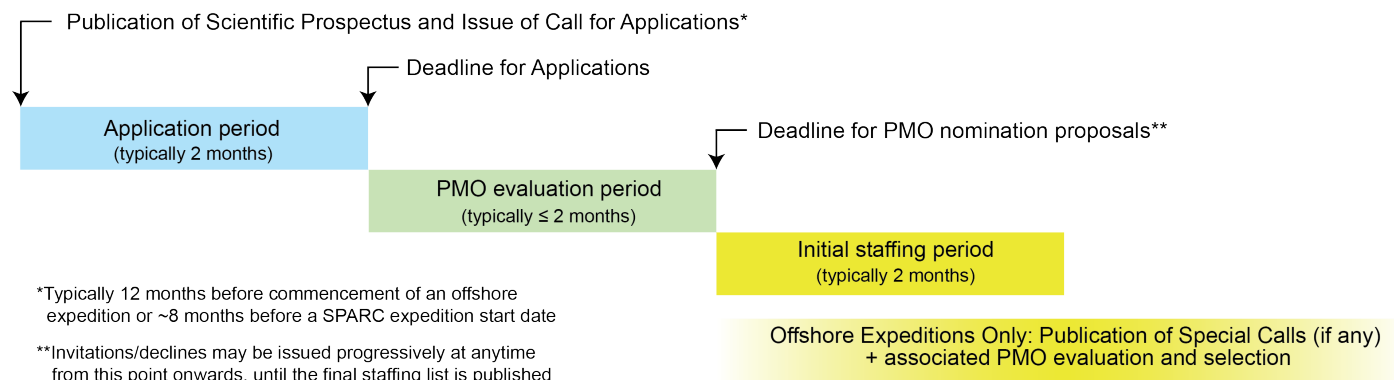 Publication of Scientific Prospectus and Issue of Call for Applications*
Deadline for Applications
Application period
(typically 2 months)
Deadline for PMO nomination proposals**
PMO evaluation period
(typically ≤ 2 months)
Initial staffing period
(typically 2 months)
*Typically 12 months before commencement of an offshore
expedition or ~8 months before a SPARC expedition start date
**Invitations/declines may be issued progressively at anytime
from this point onwards, until the final staffing list is published
Offshore Expeditions Only: Publication of Special Calls (if any)
+ associated PMO evaluation and selection